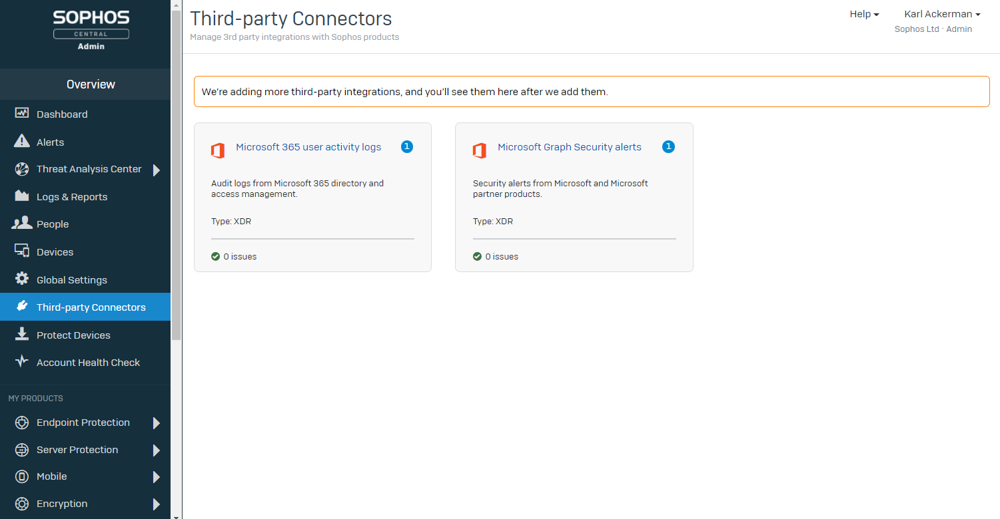 SOPHOS
CENTRAL
Admin
Overview
Dashboard
Alerts
Threat Analysis Center
Logs & Reports
People
Devices
Global Settings
Third-party Connectors
Protect Devices
Account Health Check
MY PRODUCTS
Endpoint Protection
Server Protection
Mobile
Encryption
Third-party Connectors
Manage 3rd party integrations with Sophos products
Help
Karl Ackerman
Sophos Ltd · Admin
We're adding more third-party integrations, and you'll see them here after we add them.
Microsoft 365 user activity logs 1
Audit logs from Microsoft 365 directory and
access management.
Type: XDR
0 issues
Microsoft Graph Security alerts 1
Security alerts from Microsoft and Microsoft
partner products.
Type: XDR
0 issues